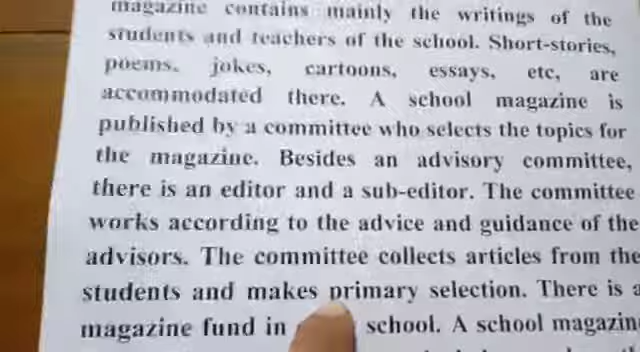 magazine contains mainly the writings of the
students and teachers of the school. Short-stories,
poems, jokes, cartoons, essays, etc, are
accommodated there. A school magazine is
published by a committee who selects the topics for
the magazine. Besides an advisory committee,
there is an editor and a sub-editor. The committee
works according to the advice and guidance of the
advisors. The committee collects articles from the
students and makes primary selection. There is a
magazine fund in school. A school magazin